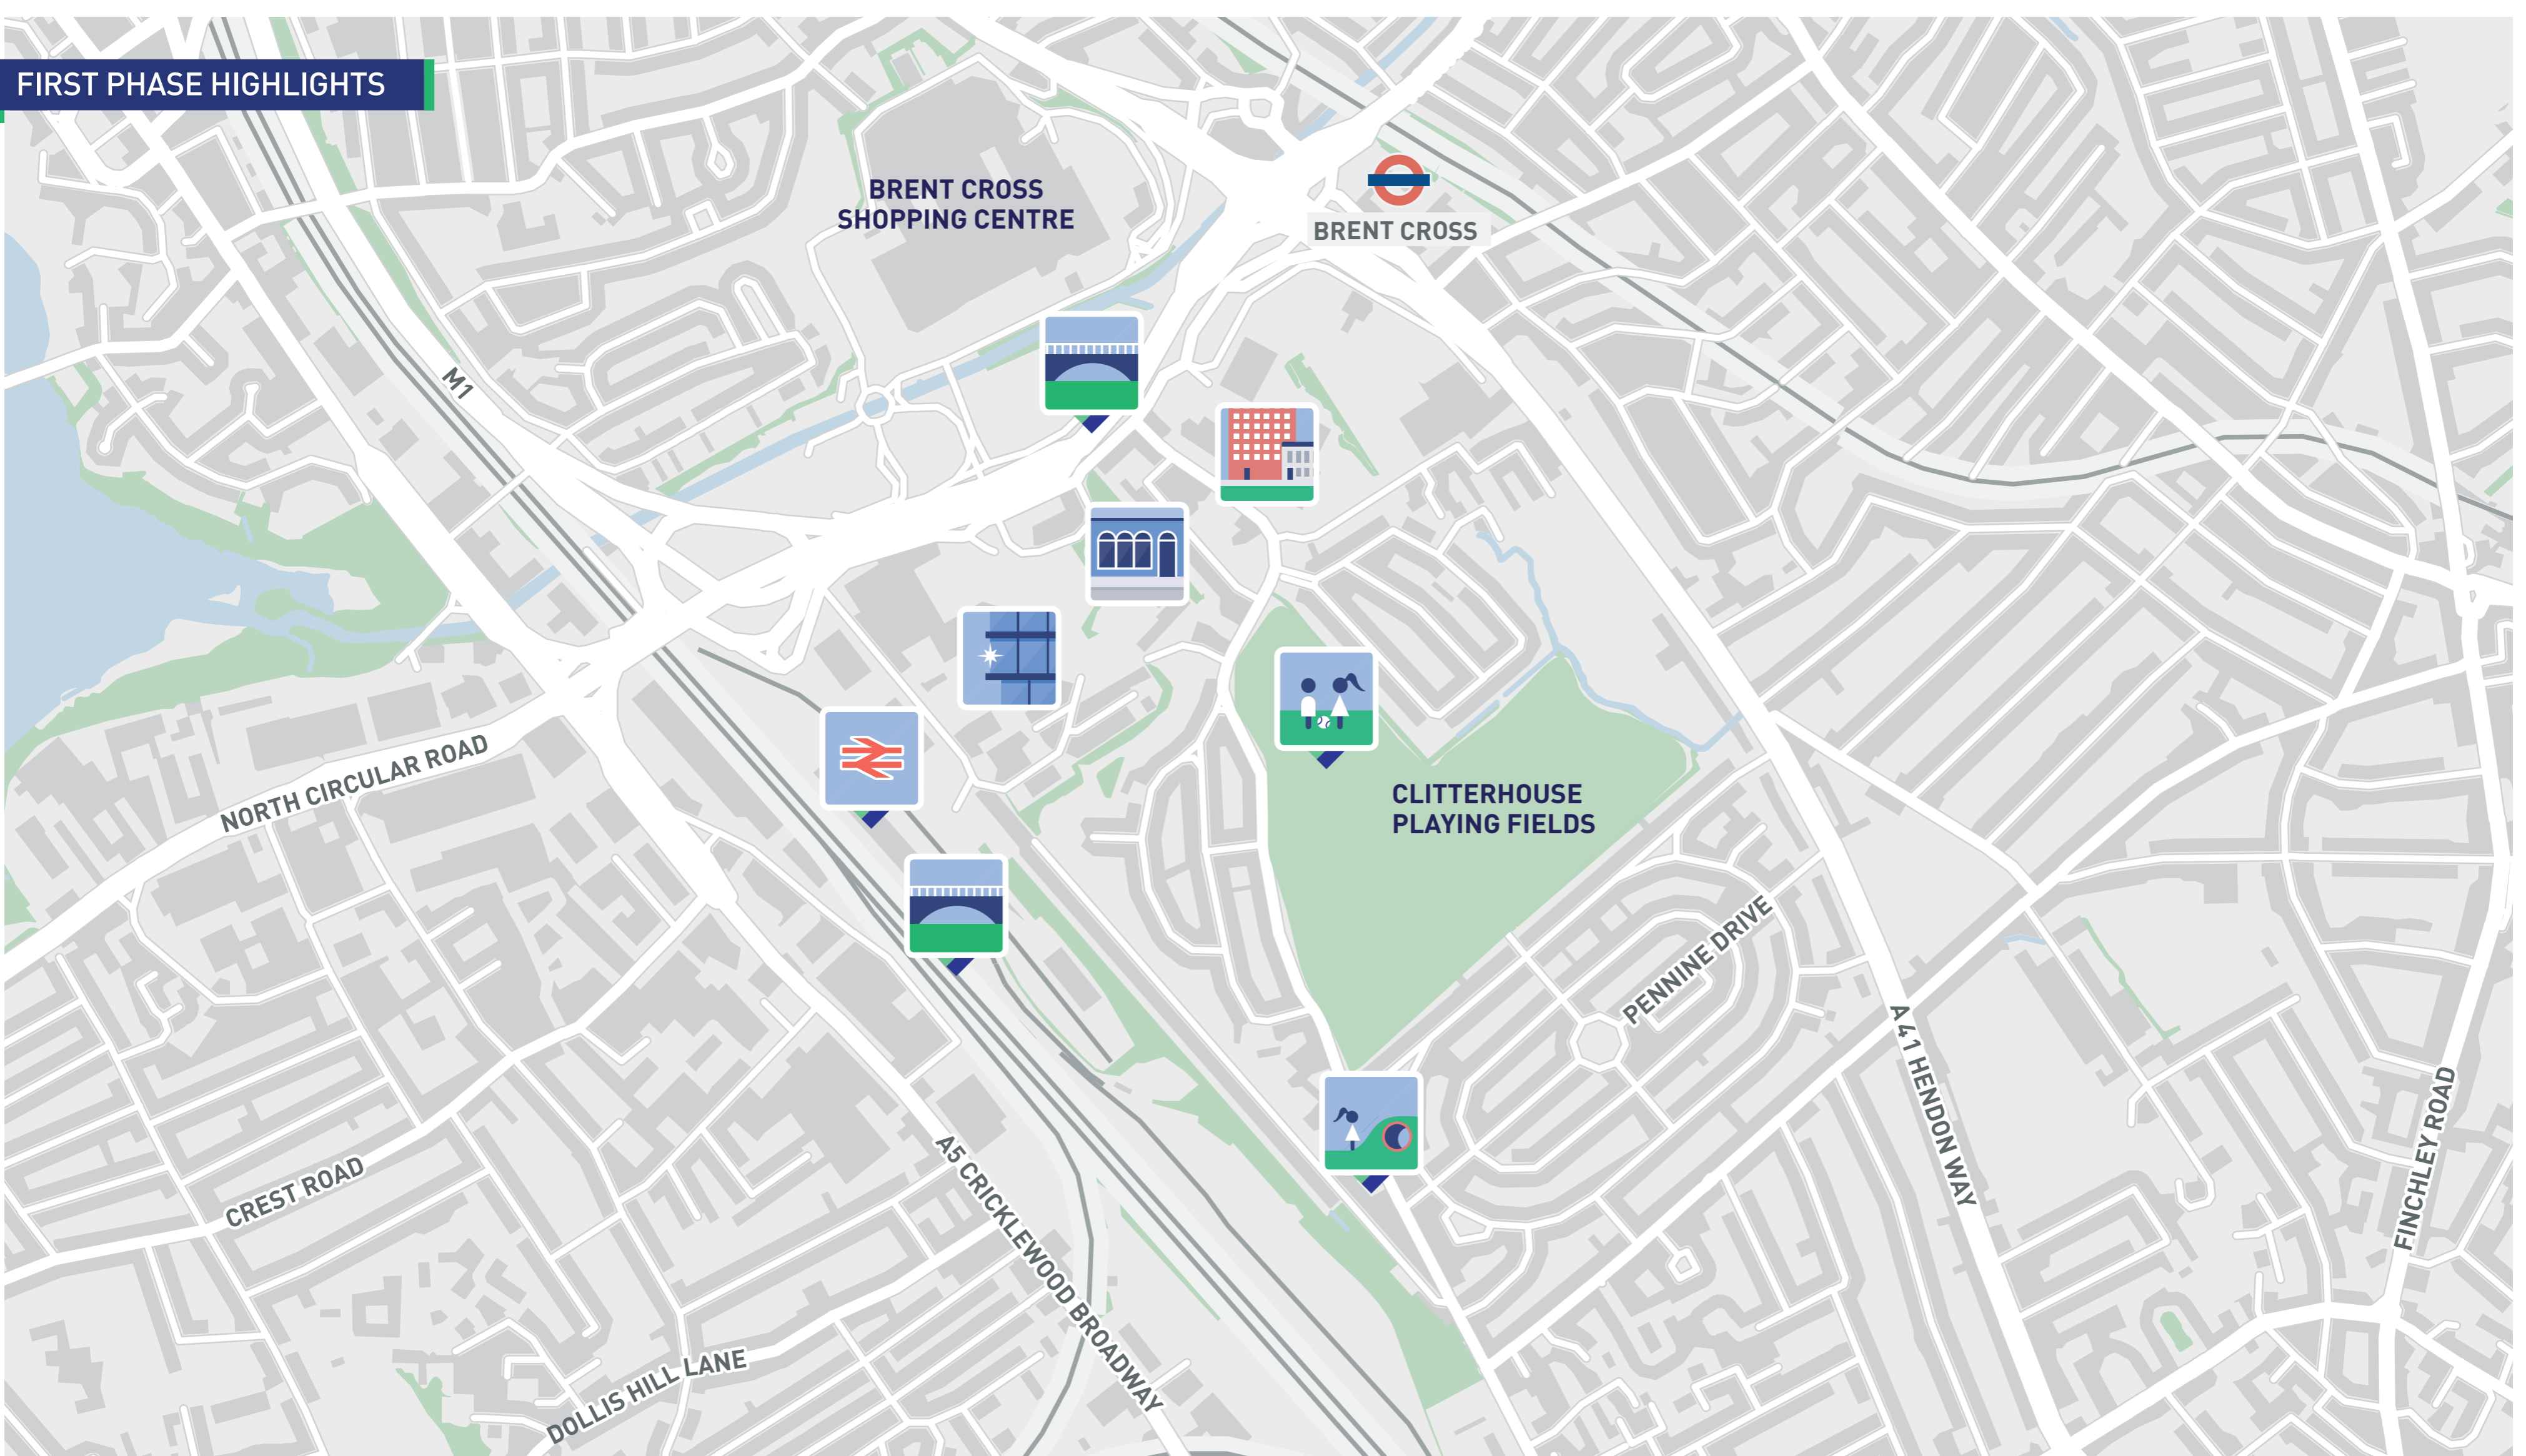 FIRST PHASE HIGHLIGHTS
BRENT CROSS
SHOPPING CENTRE
BRENT CROSS
M1
NORTH CIRCULAR ROAD
CLITTERHOUSE
PLAYING FIELDS
PENNINE DRIVE
A41 HENDON WAY
FINCHLEY ROAD
CREST ROAD
A5 CRICKLEWOOD BROADWAY
DOLLIS HILL LANE